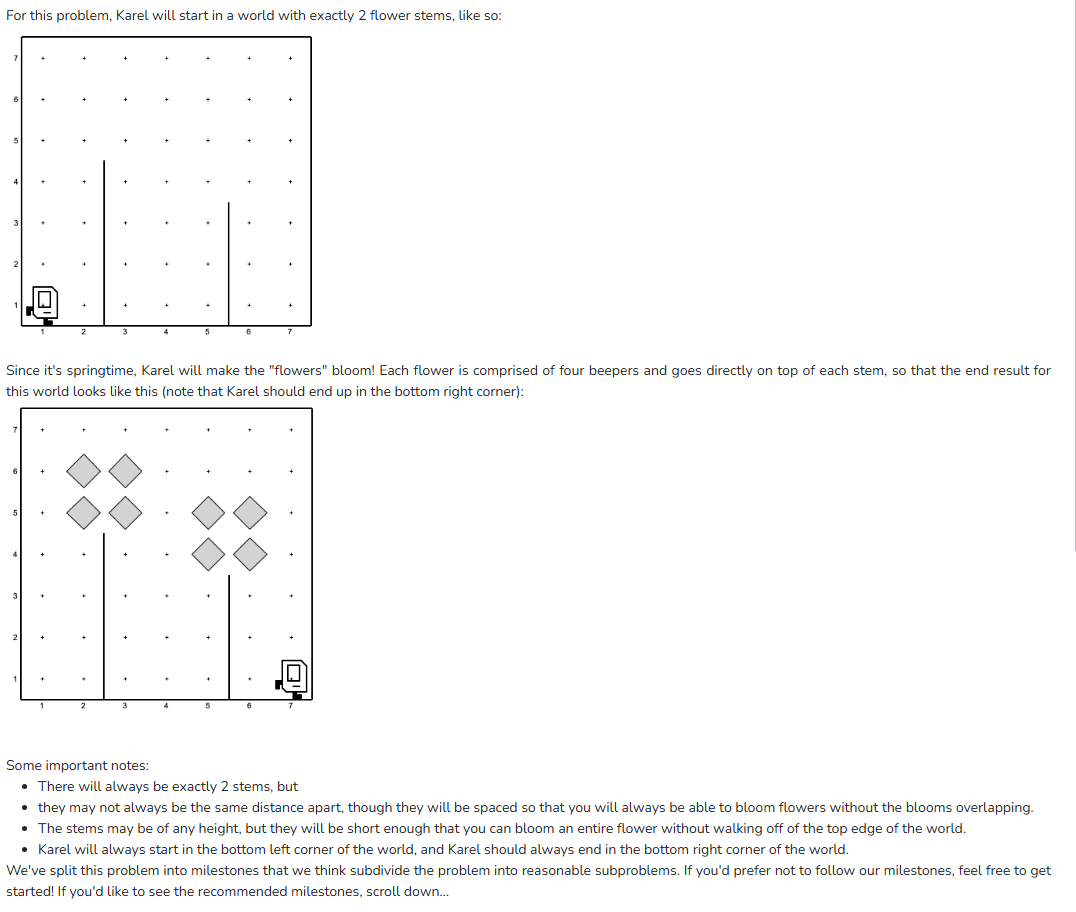 For this problem, Karel will start in a world with exactly 2 flower stems, like so:
7
6
5
4
3
2
1
1 2 3 4 5 6 7
Since it's springtime, Karel will make the "flowers" bloom! Each flower is comprised of four beepers and goes directly on top of each stem, so that the end result for
this world looks like this (note that Karel should end up in the bottom right corner):
7
6
5
4
3
2
1
1 2 3 4 5 6 7
Some important notes:
• There will always be exactly 2 stems, but
• they may not always be the same distance apart, though they will be spaced so that you will always be able to bloom flowers without the blooms overlapping.
• The stems may be of any height, but they will be short enough that you can bloom an entire flower without walking off of the top edge of the world.
• Karel will always start in the bottom left corner of the world, and Karel should always end in the bottom right corner of the world.
We've split this problem into milestones that we think subdivide the problem into reasonable subproblems. If you'd prefer not to follow our milestones, feel free to get
started! If you'd like to see the recommended milestones, scroll down...